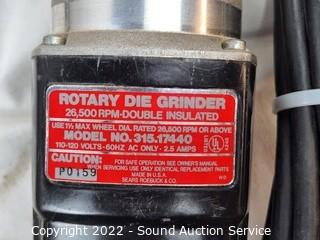 ROTARY DIE GRINDER
26,500 RPM-DOUBLE INSULATED
USE 1½ MAX WHEEL DIA. RATED 26,500 RPM OR ABOVE
MODEL NO. 315.17440
110-120 VOLTS-60HZ AC ONLY - 2.5 AMPS
CAUTION: FOR SAFE OPERATION SEE OWNER'S MANUAL
WHEN SERVICING USE ONLY IDENTICAL REPLACEMENT PARTS
P0159
MADE IN U.S.A.
SEARS ROEBUCK & CO.
UL
Copyright 2022 - Sound Auction Service